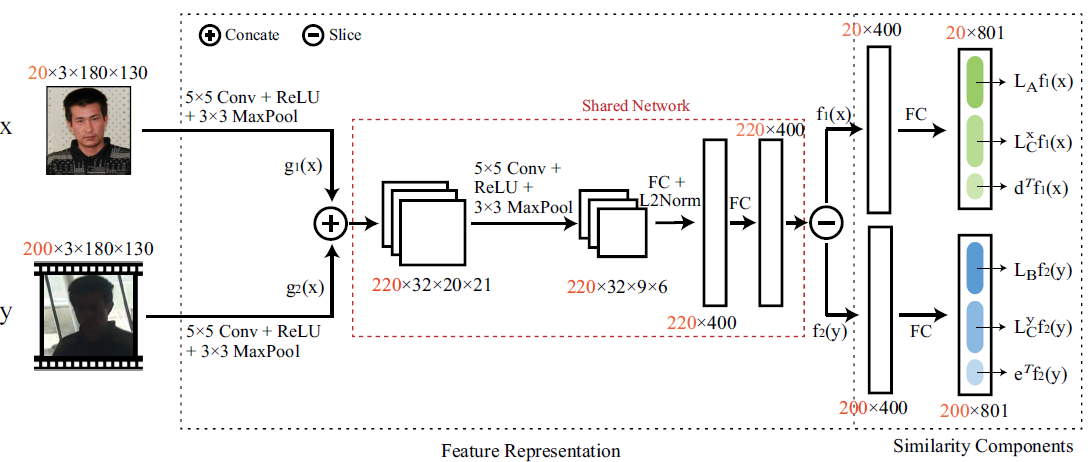 Concate
Slice
20×3×180×130
x
5×5 Conv + ReLU
+ 3×3 MaxPool
g1(x)
200×3×180×130
y
g2(x)
5×5 Conv + ReLU
+ 3×3 MaxPool
Shared Network
220×32×20×21
5×5 Conv +
ReLU +
3×3 MaxPool
220×32×9×6
FC +
L2Norm
220×400
FC
220×400
f1(x)
f2(y)
20×400
FC
20×801
LAf1(x)
LCxf1(x)
dTf1(x)
200×400
FC
200×801
LBf2(y)
LCyf2(y)
eTf2(y)
Feature Representation
Similarity Components